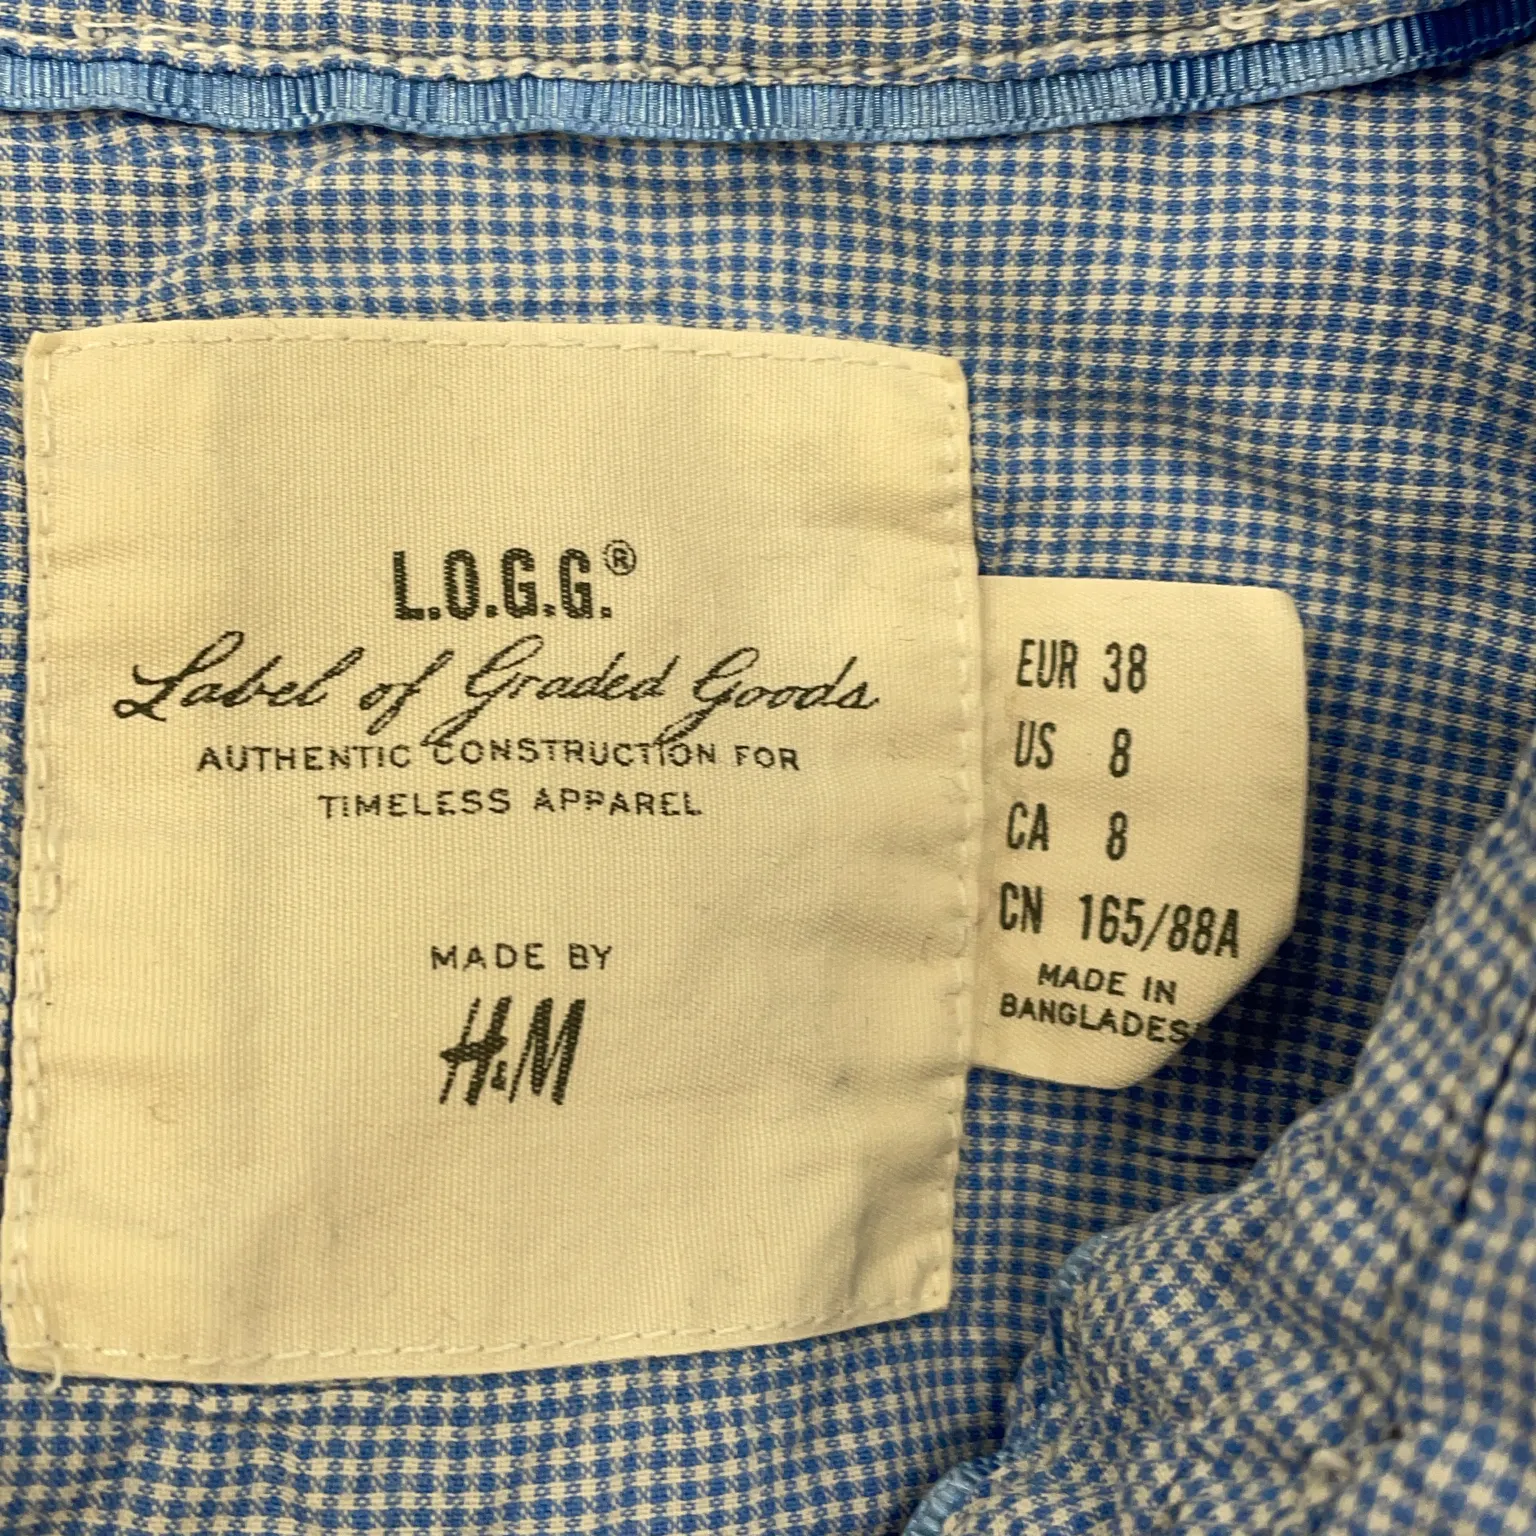 L.O.G.G.®
Label of Graded Goods
AUTHENTIC CONSTRUCTION FOR
TIMELESS APPAREL
MADE BY
H&M
EUR 38
US 8
CA 8
CN 165/88A
MADE IN
BANGLADES